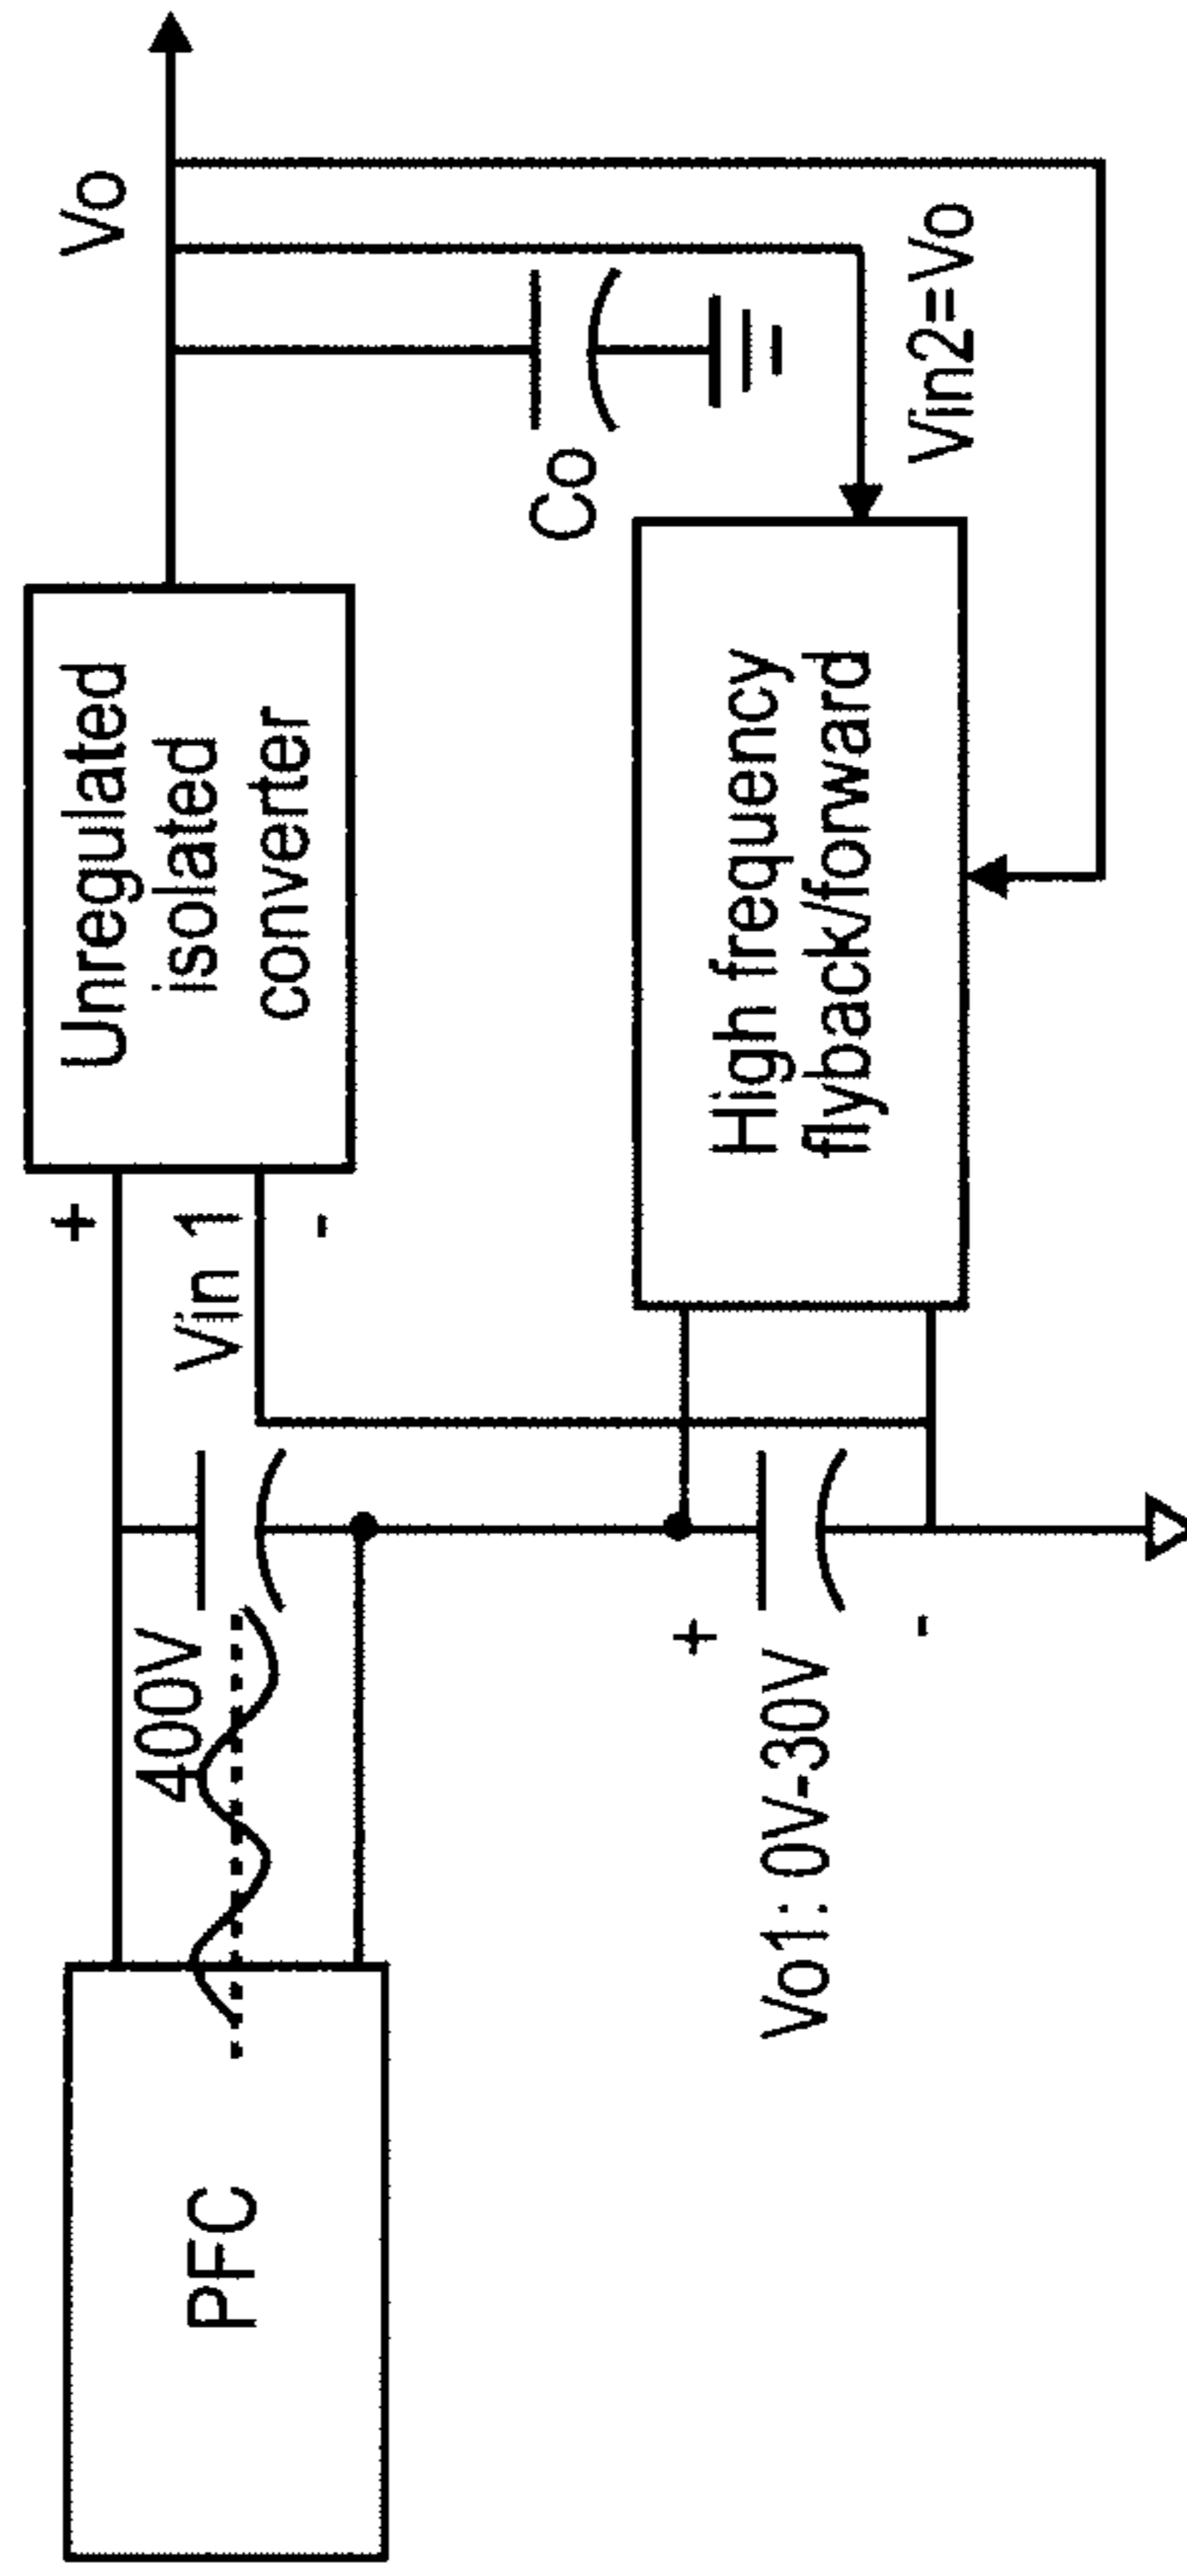 PFC
400V
+
Vin 1
-
Unregulated
isolated
converter
Vo
Co
Vo1: 0V-30V
+
-
High frequency
flyback/forward
Vin2=Vo